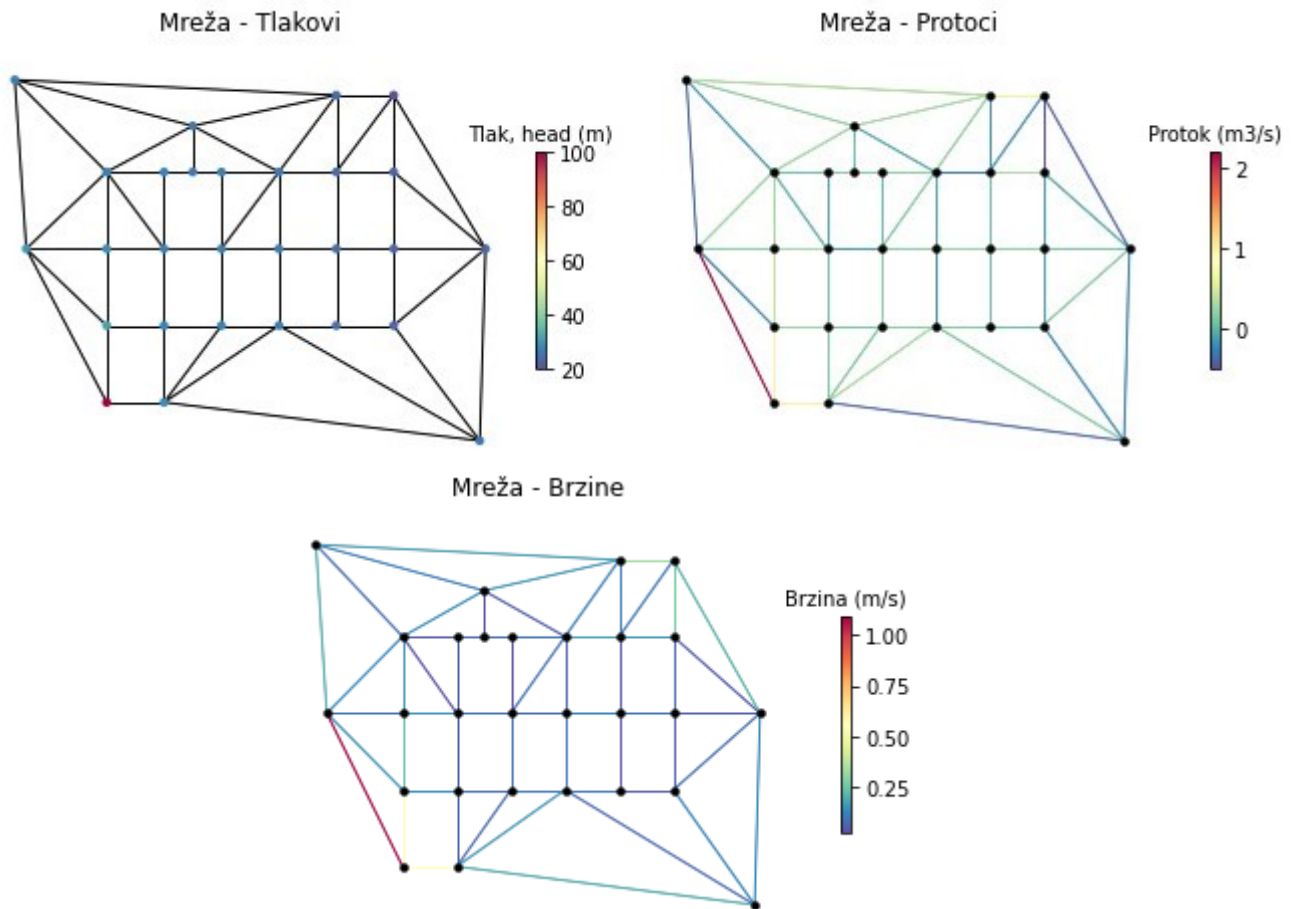 Mreža - Tlakovi
Mreža - Protoci
Tlak, head (m)
100
80
60
40
20
Protok (m3/s)
2
1
0
Mreža - Brzine
Brzina (m/s)
1.00
0.75
0.50
0.25